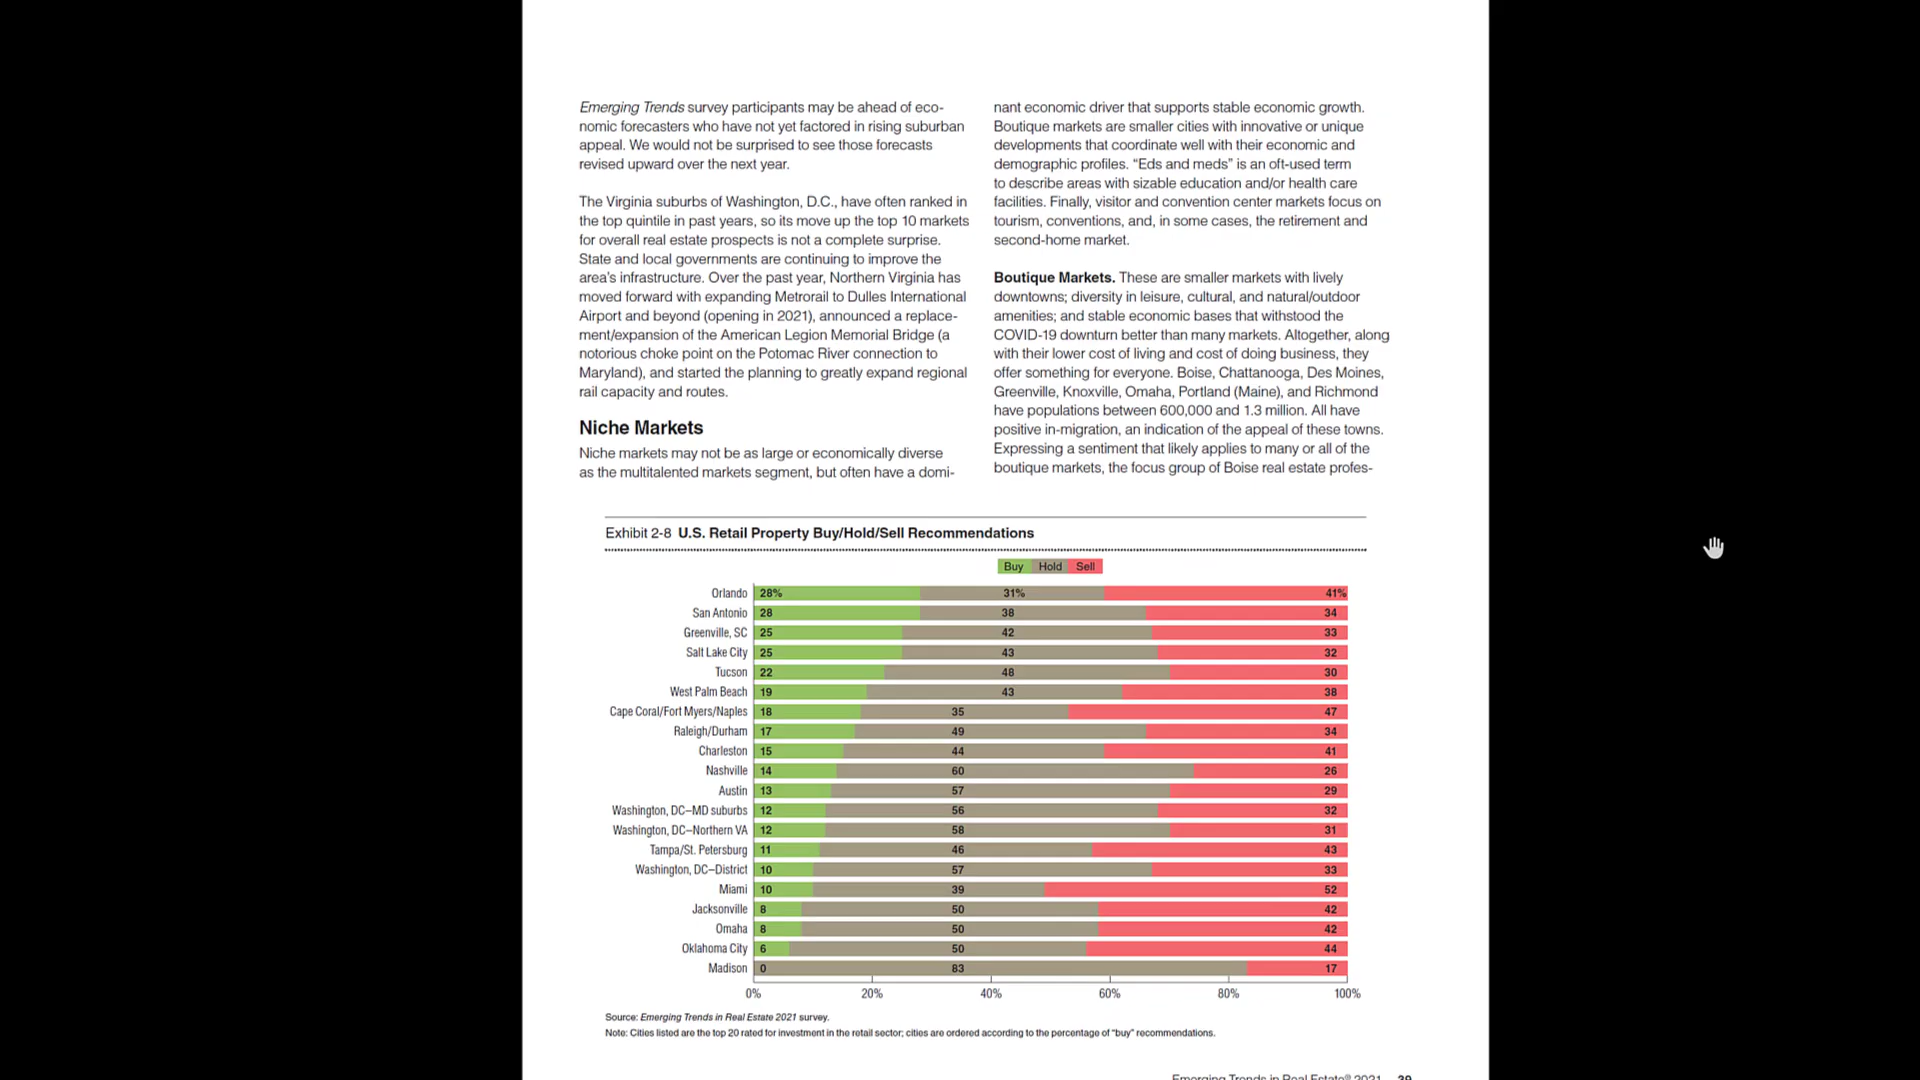 Emerging Trends survey participants may be ahead of eco-
nomic forecasters who have not yet factored in rising suburban
appeal. We would not be surprised to see those forecasts
revised upward over the next year.
The Virginia suburbs of Washington, D.C., have often ranked in
the top quintile in past years, so its move up the top 10 markets
for overall real estate prospects is not a complete surprise.
State and local governments are continuing to improve the
area's infrastructure. Over the past year, Northern Virginia has
moved forward with expanding Metrorail to Dulles International
Airport and beyond (opening in 2021), announced a replace-
ment/expansion of the American Legion Memorial Bridge (a
notorious choke point on the Potomac River connection to
Maryland), and started the planning to greatly expand regional
rail capacity and routes.
Niche Markets
Niche markets may not be as large or economically diverse
as the multitalented markets segment, but often have a domi-
nant economic driver that supports stable economic growth.
Boutique markets are smaller cities with innovative or unique
developments that coordinate well with their economic and
demographic profiles. “Eds and meds” is an oft-used term
to describe areas with sizable education and/or health care
facilities. Finally, visitor and convention center markets focus on
tourism, conventions, and, in some cases, the retirement and
second-home market.
Boutique Markets. These are smaller markets with lively
downtowns; diversity in leisure, cultural, and natural/outdoor
amenities; and stable economic bases that withstood the
COVID-19 downturn better than many markets. Altogether, along
with their lower cost of living and cost of doing business, they
offer something for everyone. Boise, Chattanooga, Des Moines,
Greenville, Knoxville, Omaha, Portland (Maine), and Richmond
have populations between 600,000 and 1.3 million. All have
positive in-migration, an indication of the appeal of these towns.
Expressing a sentiment that likely applies to many or all of the
boutique markets, the focus group of Boise real estate profes-
Exhibit 2-8 U.S. Retail Property Buy/Hold/Sell Recommendations
Buy Hold Sell
Orlando 28% 31% 41%
San Antonio 28 38 34
Greenville, SC 25 42 33
Salt Lake City 25 43 32
Tucson 22 48 30
West Palm Beach 19 43 38
Cape Coral/Fort Myers/Naples 18 35 47
Raleigh/Durham 17 49 34
Charleston 15 44 41
Nashville 14 60 26
Austin 13 57 29
Washington, DC–MD suburbs 12 56 32
Washington, DC–Northern VA 12 58 31
Tampa/St. Petersburg 11 46 43
Washington, DC–District 10 57 33
Miami 10 39 52
Jacksonville 8 50 42
Omaha 8 50 42
Oklahoma City 6 50 44
Madison 0 83 17
0% 20% 40% 60% 80% 100%
Source: Emerging Trends in Real Estate 2021 survey.
Note: Cities listed are the top 20 rated for investment in the retail sector; cities are ordered according to the percentage of “buy” recommendations.
Emerging Trends in Real Estate® 2021 39